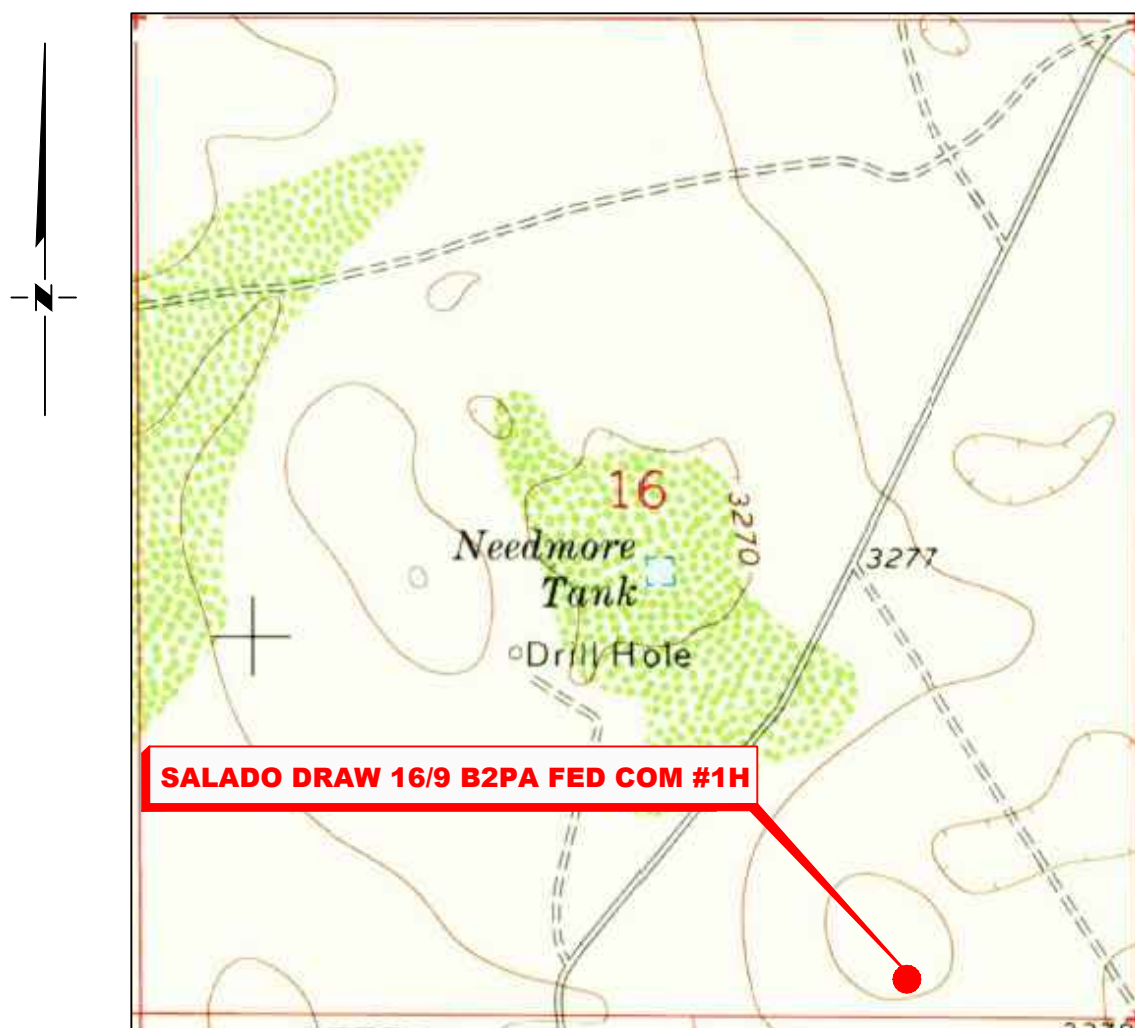 N
16
3270
Needmore
Tank
3277
Drill Hole
SALADO DRAW 16/9 B2PA FED COM #1H